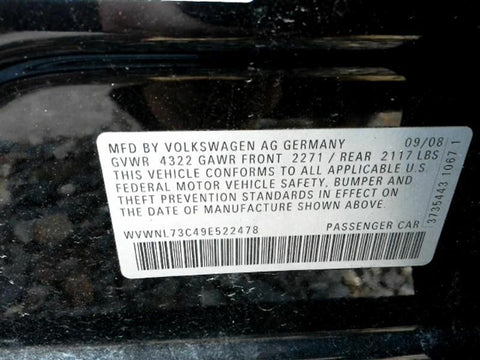 MFD BY VOLKSWAGEN AG GERMANY 09/08
GVWR 4322 GAWR FRONT 2271 / REAR 2117 LBS
THIS VEHICLE CONFORMS TO ALL APPLICABLE U.S
FEDERAL MOTOR VEHICLE SAFETY, BUMPER AND
THEFT PREVENTION STANDARDS IN EFFECT ON
THE DATE OF MANUFACTURE SHOWN ABOVE.
WVWNL73C49E522478 PASSENGER CAR
3735443 10671